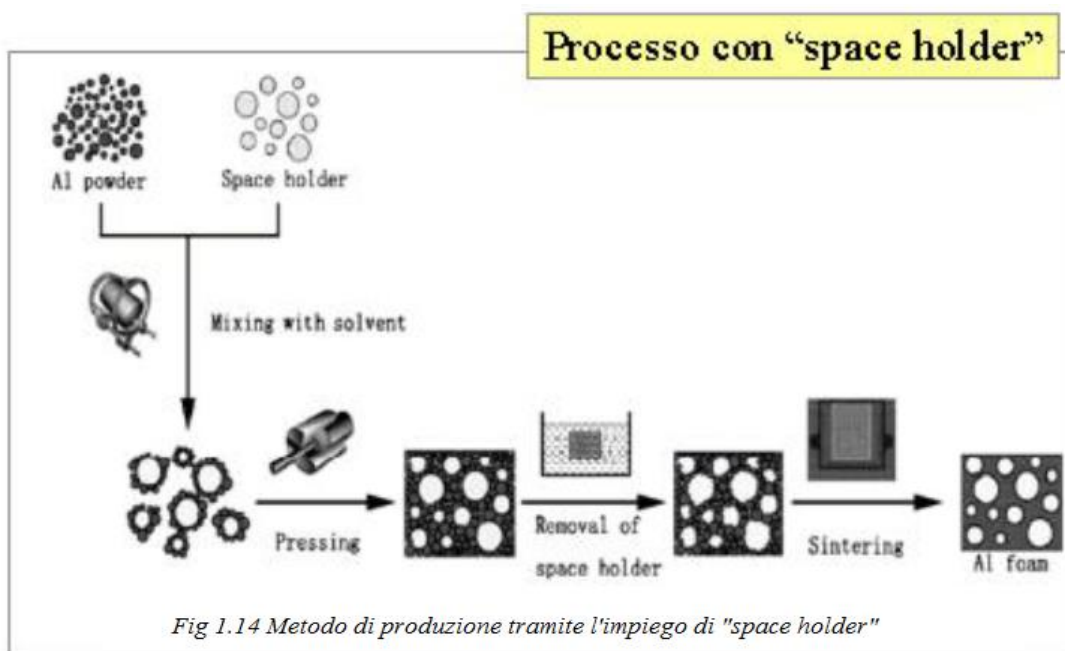 Processo con “space holder”
Al powder
Space holder
Mixing with solvent
Pressing
Removal of
space holder
Sintering
Al foam
Fig 1.14 Metodo di produzione tramite l'impiego di "space holder"